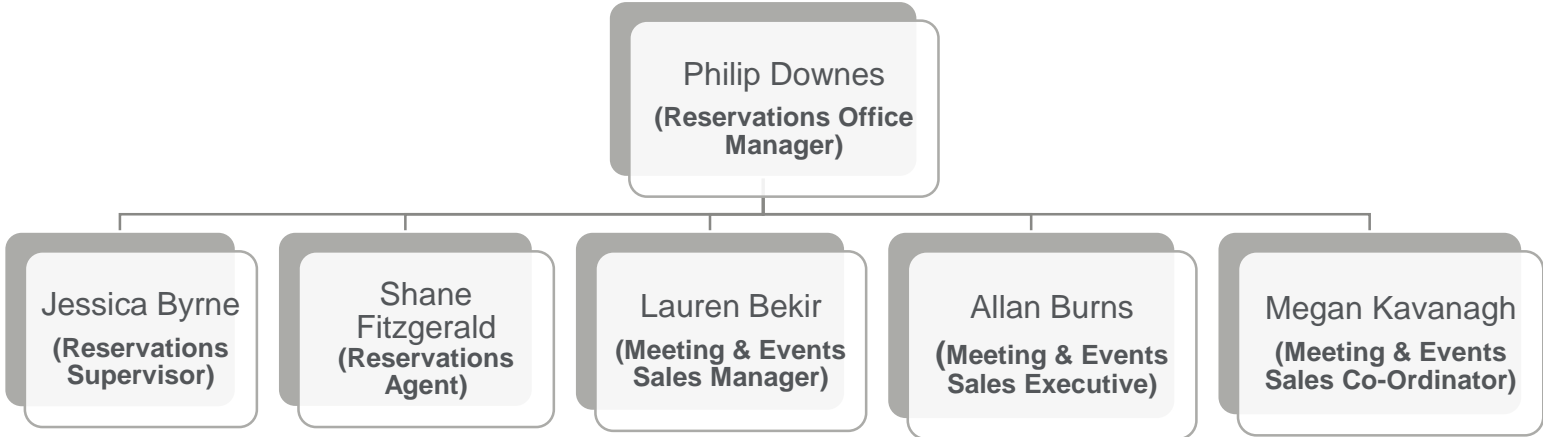 Philip Downes
(Reservations Office
Manager)
Jessica Byrne
(Reservations
Supervisor)
Shane
Fitzgerald
(Reservations
Agent)
Lauren Bekir
(Meeting & Events
Sales Manager)
Allan Burns
(Meeting & Events
Sales Executive)
Megan Kavanagh
(Meeting & Events
Sales Co-Ordinator)